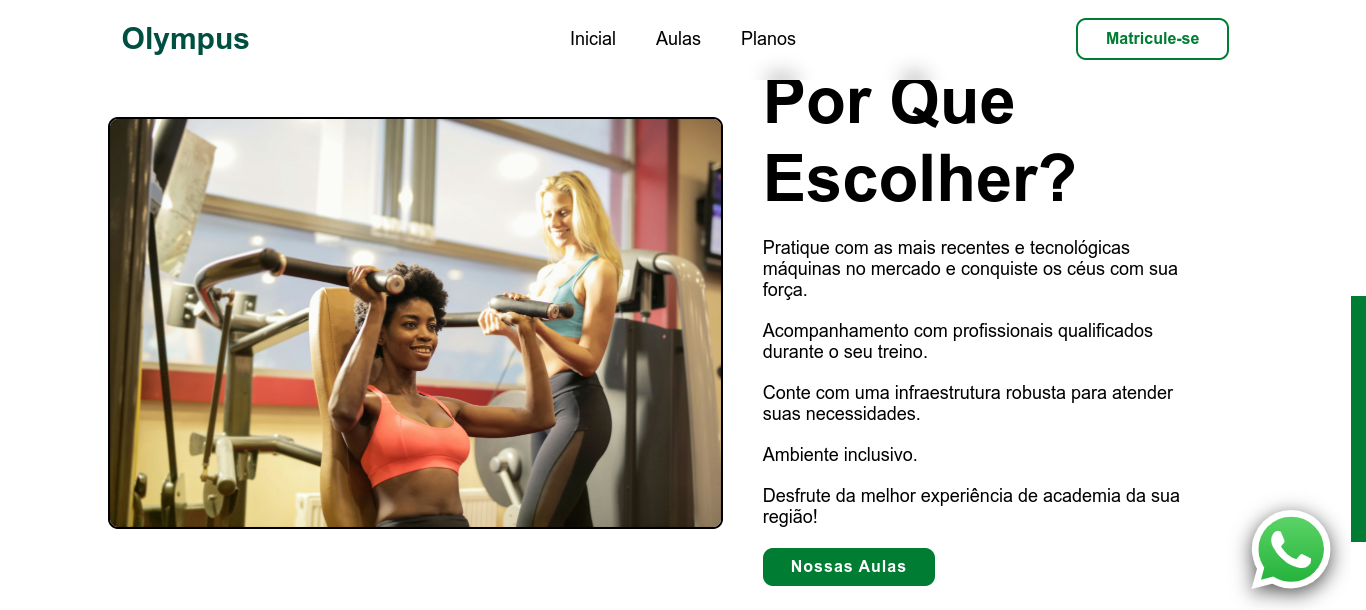 Olympus
Inicial
Aulas
Planos
Matricule-se
Por Que
Escolher?
Pratique com as mais recentes e tecnológicas
máquinas no mercado e conquiste os céus com sua
força.
Acompanhamento com profissionais qualificados
durante o seu treino.
Conte com uma infraestrutura robusta para atender
suas necessidades.
Ambiente inclusivo.
Desfrute da melhor experiência de academia da sua
região!
Nossas Aulas